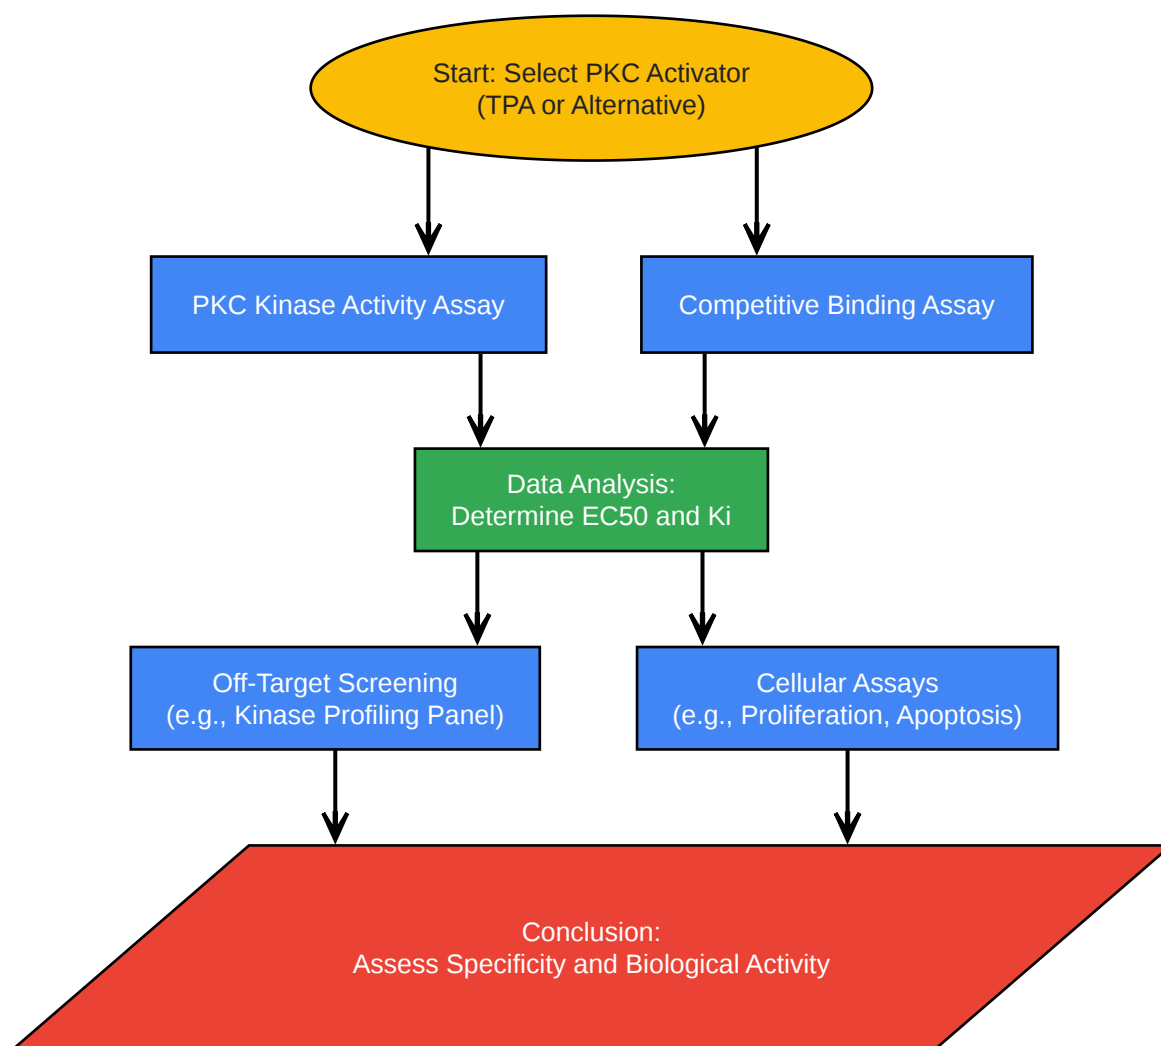 Start: Select PKC Activator
(TPA or Alternative)
PKC Kinase Activity Assay
Competitive Binding Assay
Data Analysis:
Determine EC50 and Ki
Off-Target Screening
(e.g., Kinase Profiling Panel)
Cellular Assays
(e.g., Proliferation, Apoptosis)
Conclusion:
Assess Specificity and Biological Activity